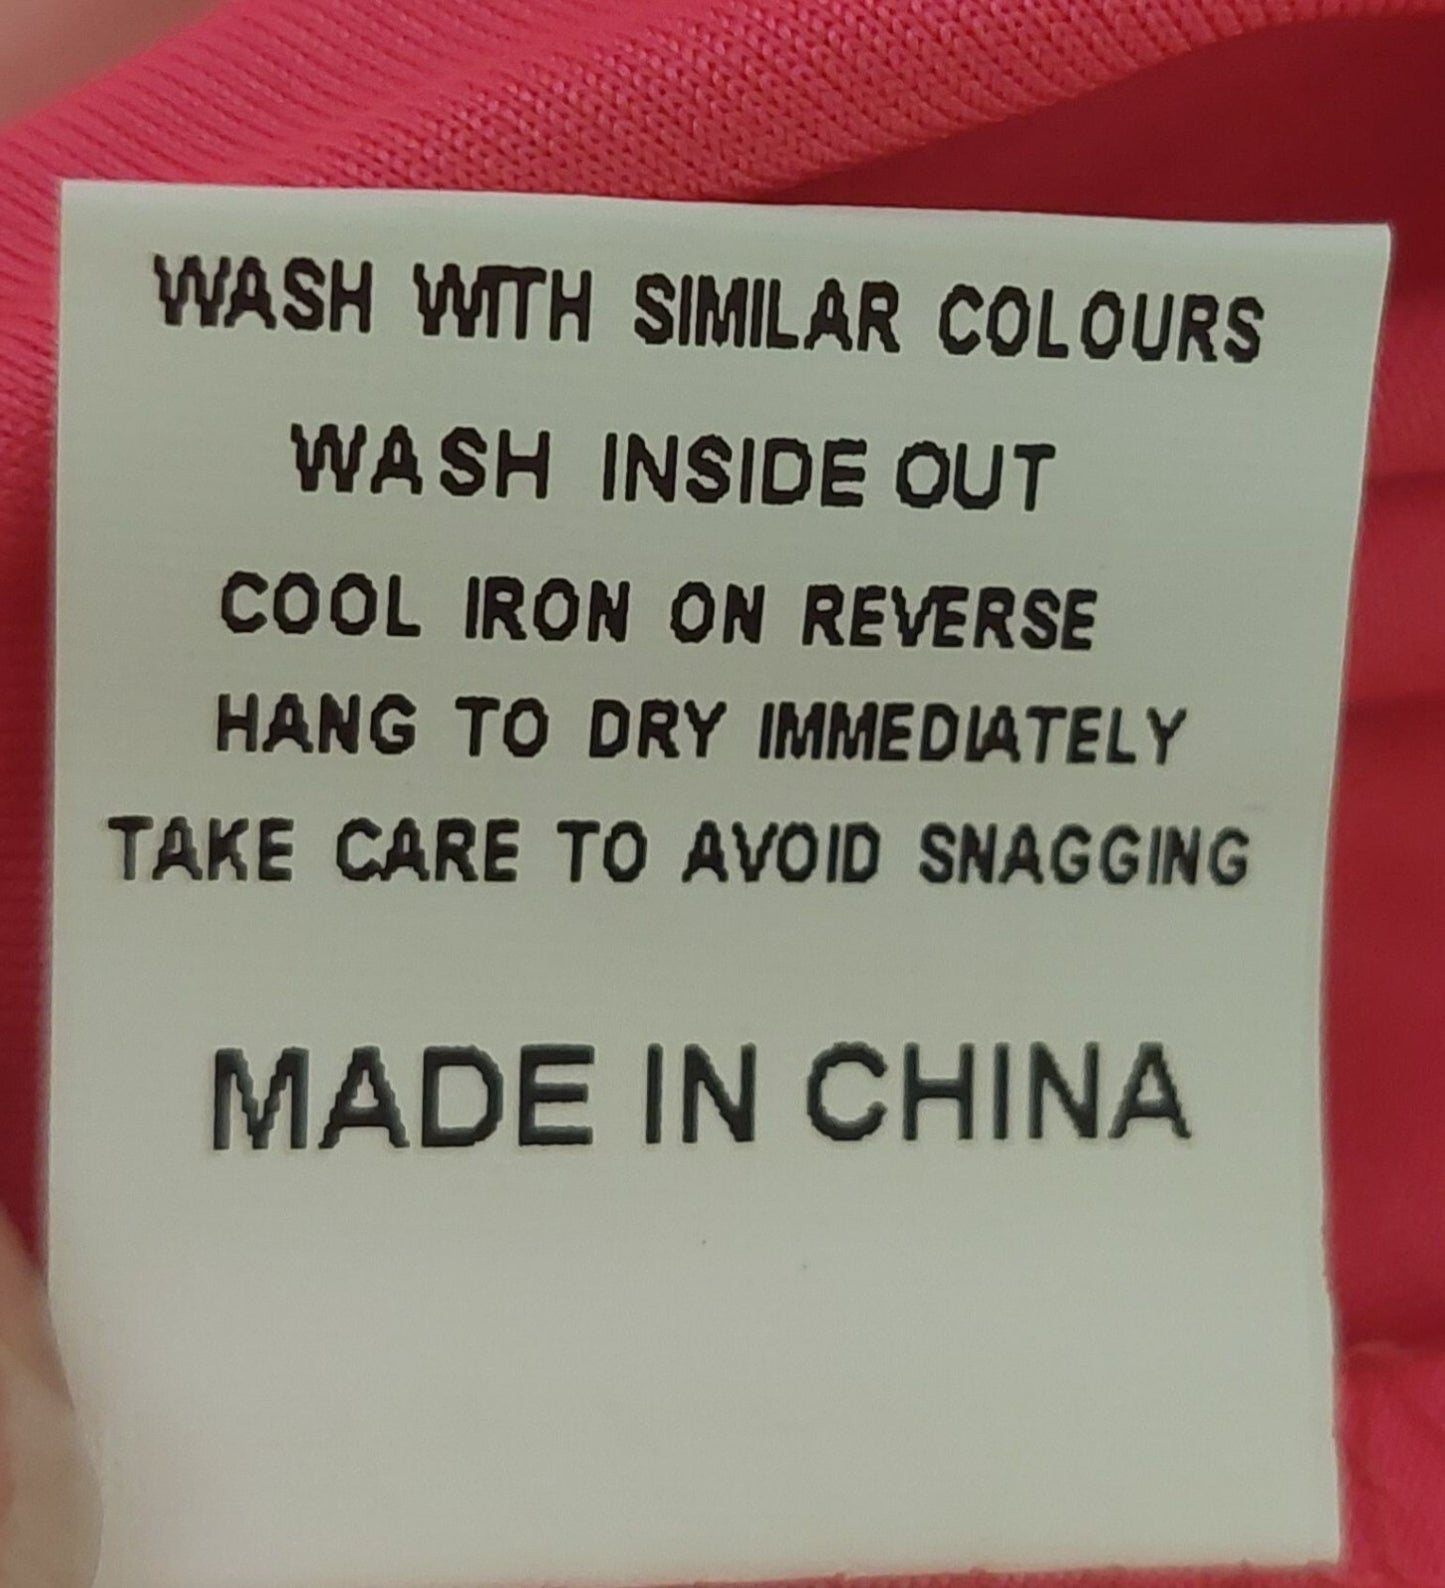 WASH WITH SIMILAR COLOURS
WASH INSIDE OUT
COOL IRON ON REVERSE
HANG TO DRY IMMEDIATELY
TAKE CARE TO AVOID SNAGGING
MADE IN CHINA